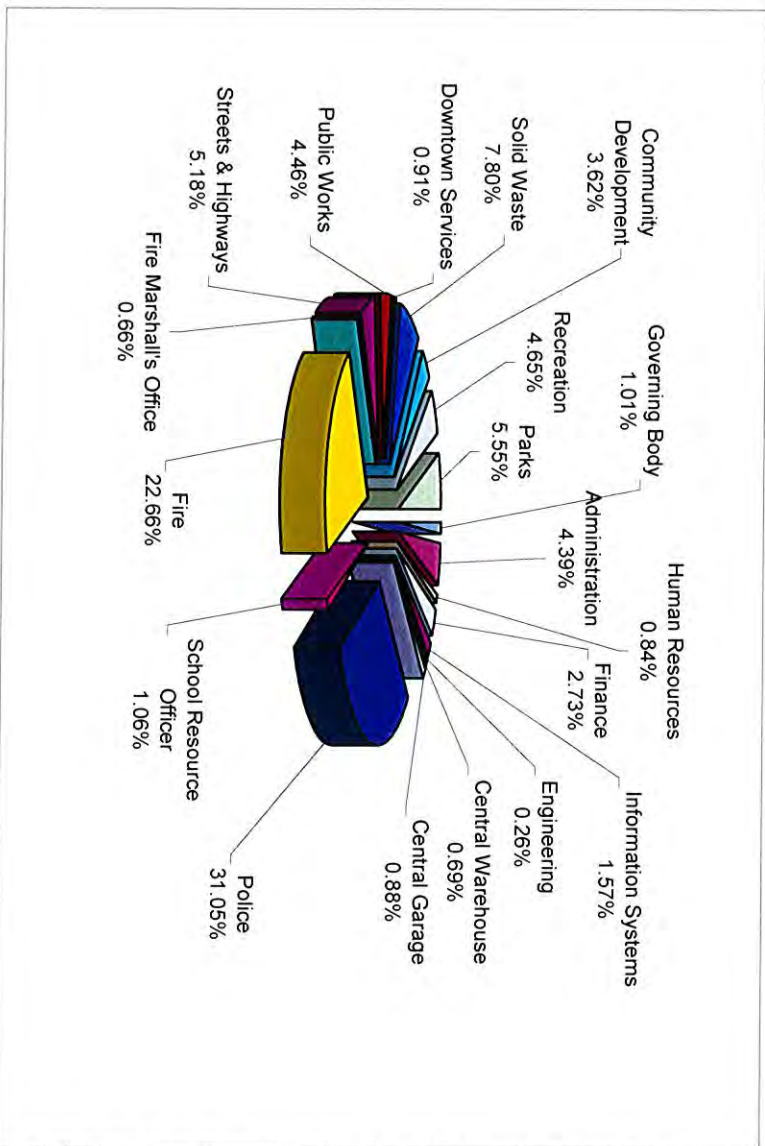 Governing Body
1.01%
Administration
4.39%
Human Resources
0.84%
Finance
2.73%
Information Systems
1.57%
Engineering
0.26%
Central Warehouse
0.69%
Central Garage
0.88%
Police
31.05%
School Resource
Officer
1.06%
Fire
22.66%
Fire Marshall's Office
0.66%
Streets & Highways
5.18%
Public Works
4.46%
Downtown Services
0.91%
Solid Waste
7.80%
Community
Development
3.62%
Recreation
4.65%
Parks
5.55%